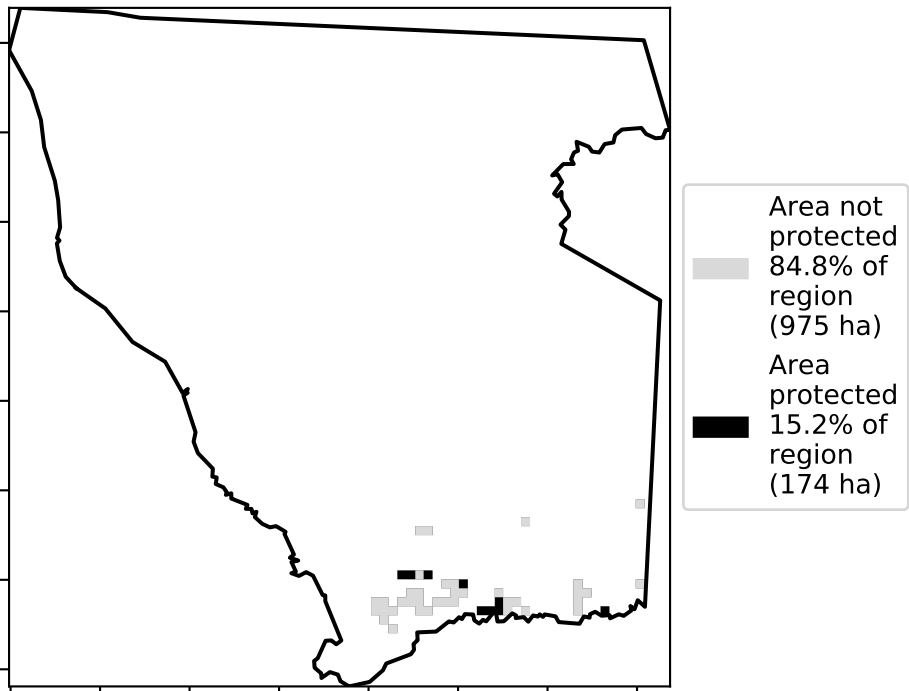 Area not
protected
84.8% of
region
(975 ha)
Area
protected
15.2% of
region
(174 ha)